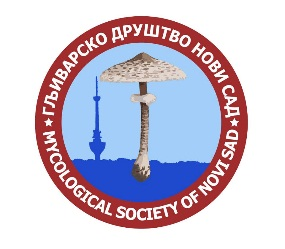 ГЉИВАРСКО ДРУШТВО НОВИ САД
MYCOLOGICAL SOCIETY OF NOVI SAD